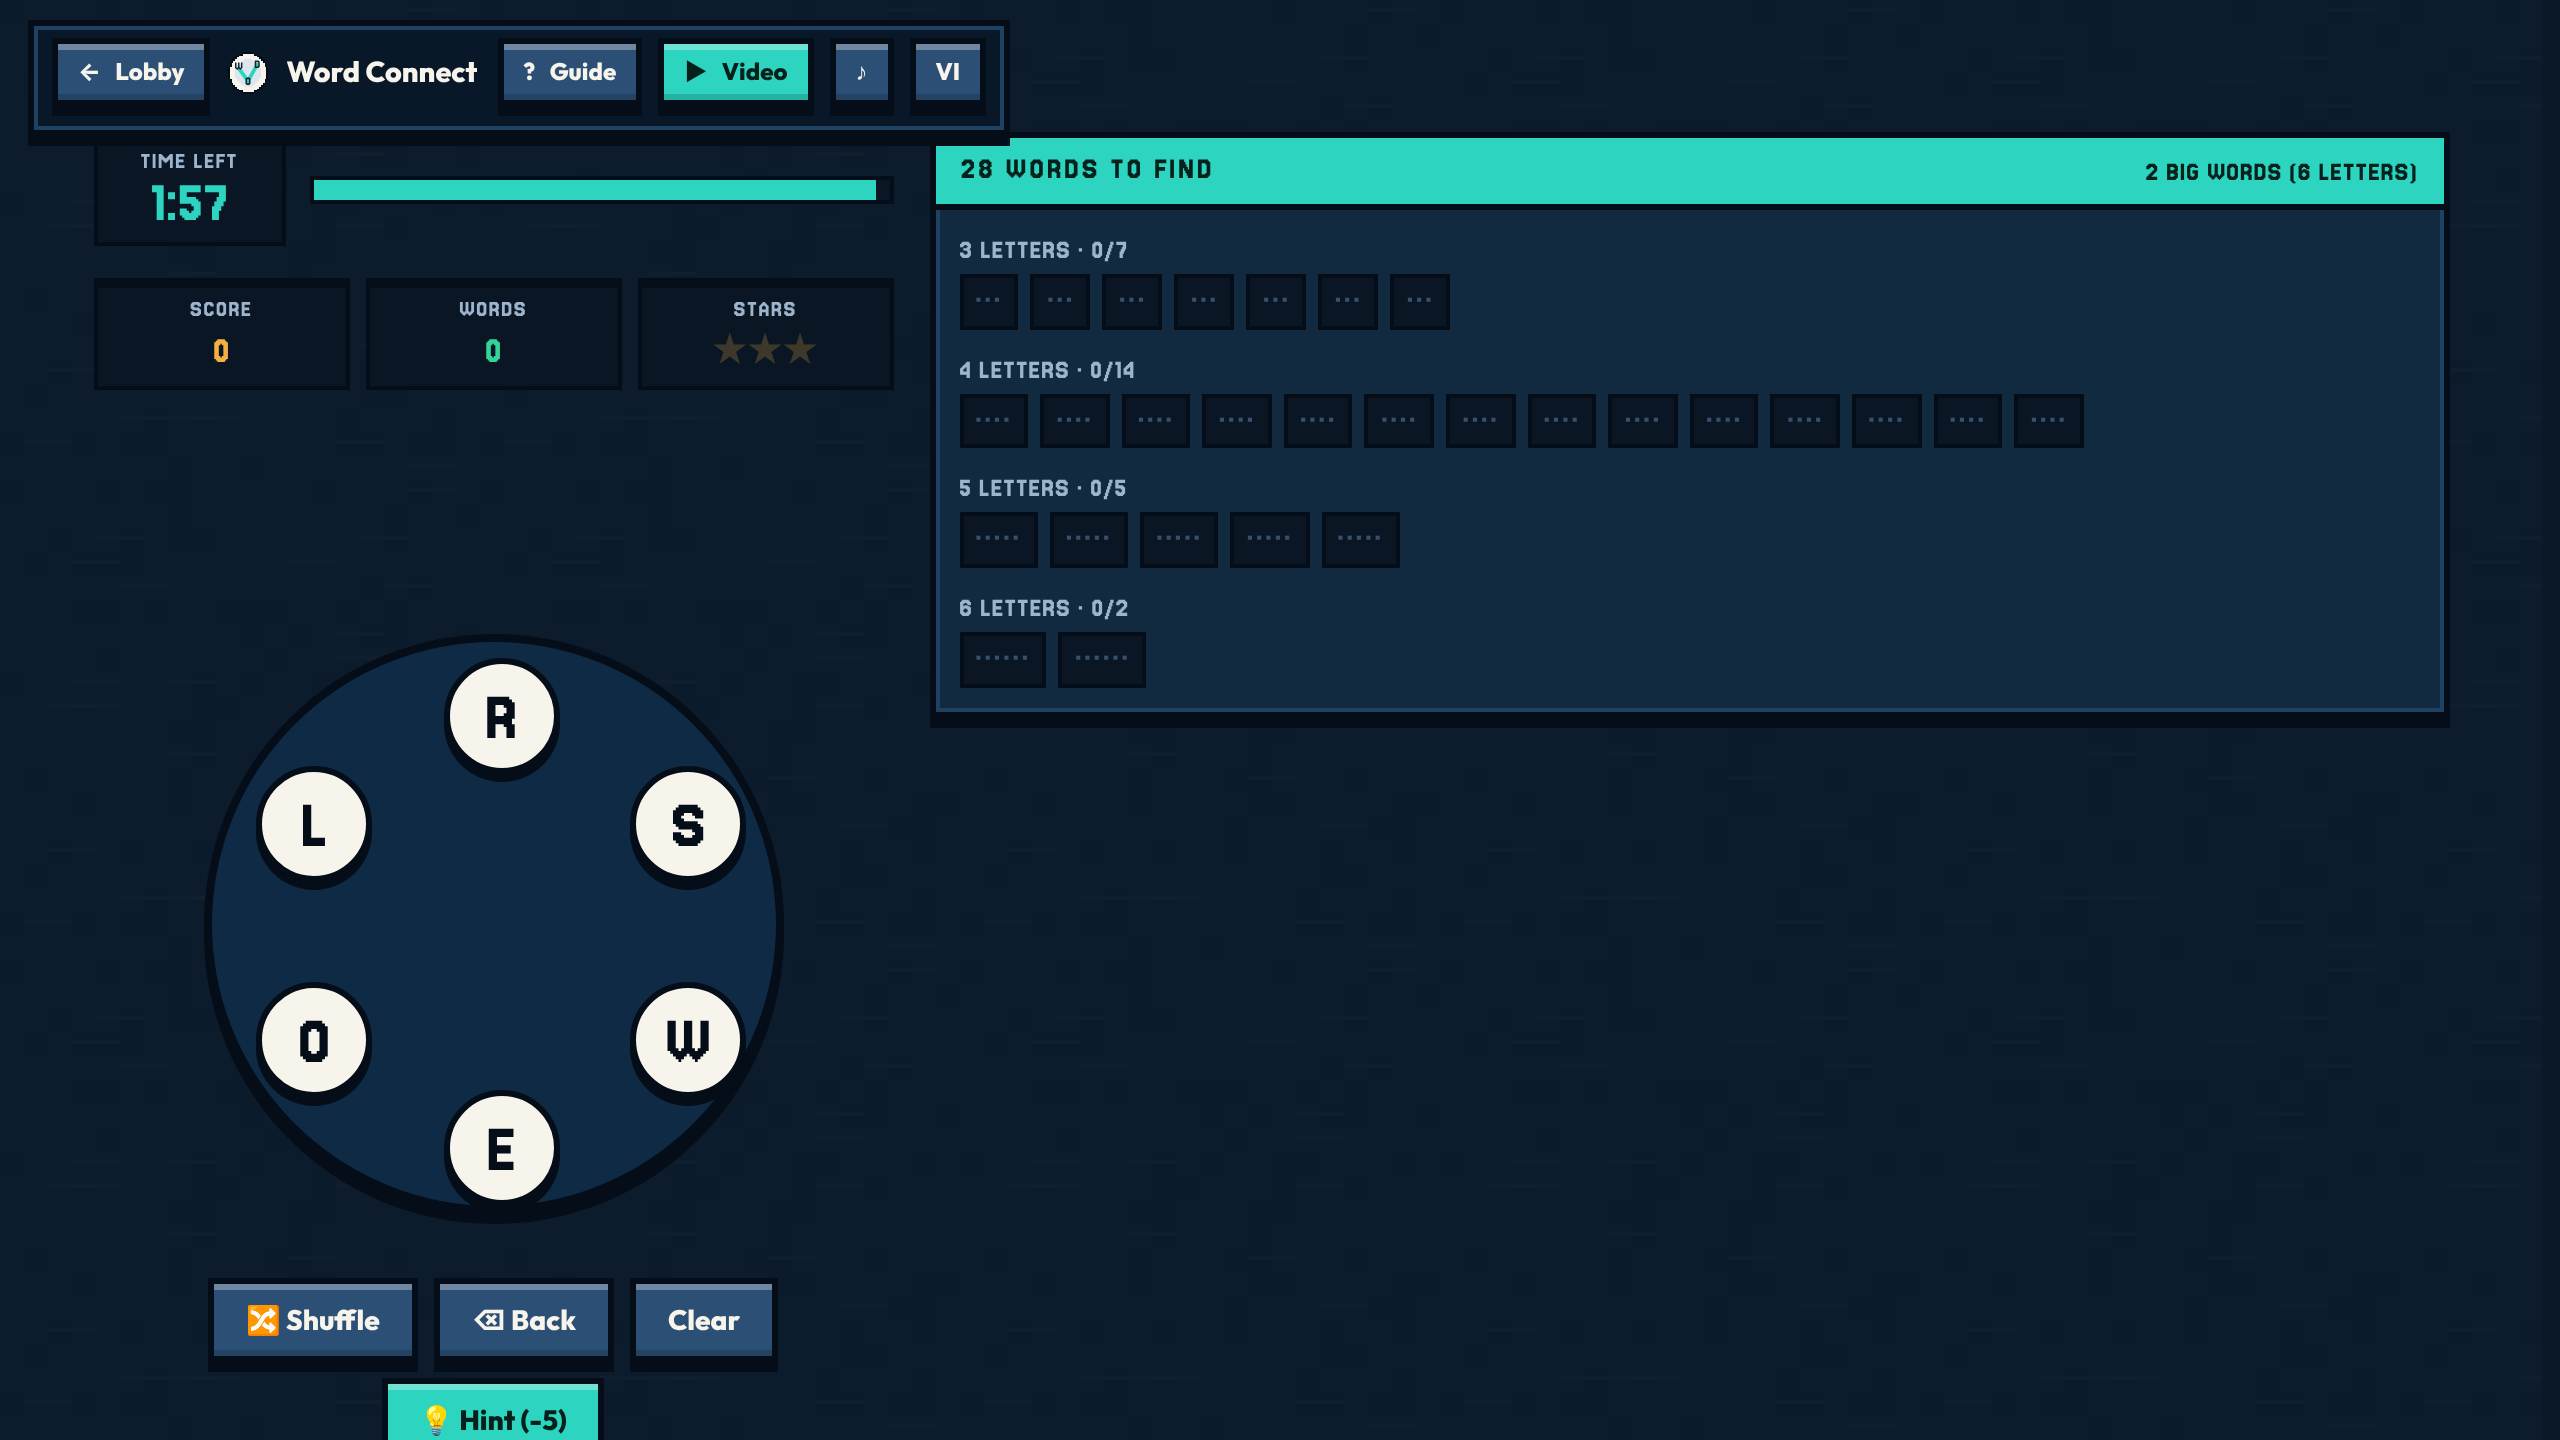 ← Lobby
Word Connect
? Guide
▶ Video
♪
VI
TIME LEFT
1:57
SCORE
0
WORDS
0
STARS
★★★
28 WORDS TO FIND
2 BIG WORDS (6 LETTERS)
3 LETTERS · 0/7
··· ··· ··· ··· ··· ··· ···
4 LETTERS · 0/14
···· ···· ···· ···· ···· ···· ···· ···· ···· ···· ···· ···· ···· ····
5 LETTERS · 0/5
····· ····· ····· ····· ·····
6 LETTERS · 0/2
······ ······
R
L
S
O
W
E
🔀 Shuffle
⌫ Back
Clear
💡 Hint (-5)